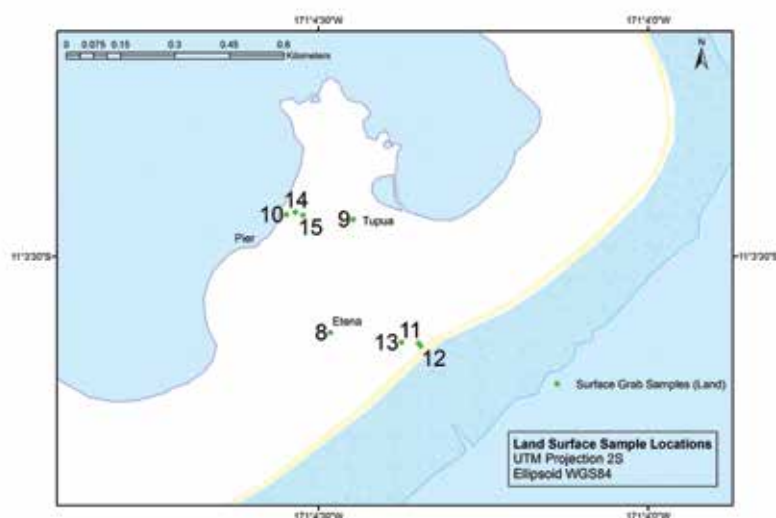 171°4'30"W 171°4'0"W
0 0.075 0.15 0.3 0.45 0.6
Kilometers
N
14
10 15 9 Tupua
Pier
11°3'30"S 11°3'30"S
Etena
8 13 11
12
Surface Grab Samples (Land)
Land Surface Sample Locations
UTM Projection 2S
Ellipsoid WGS84
171°4'30"W 171°4'0"W